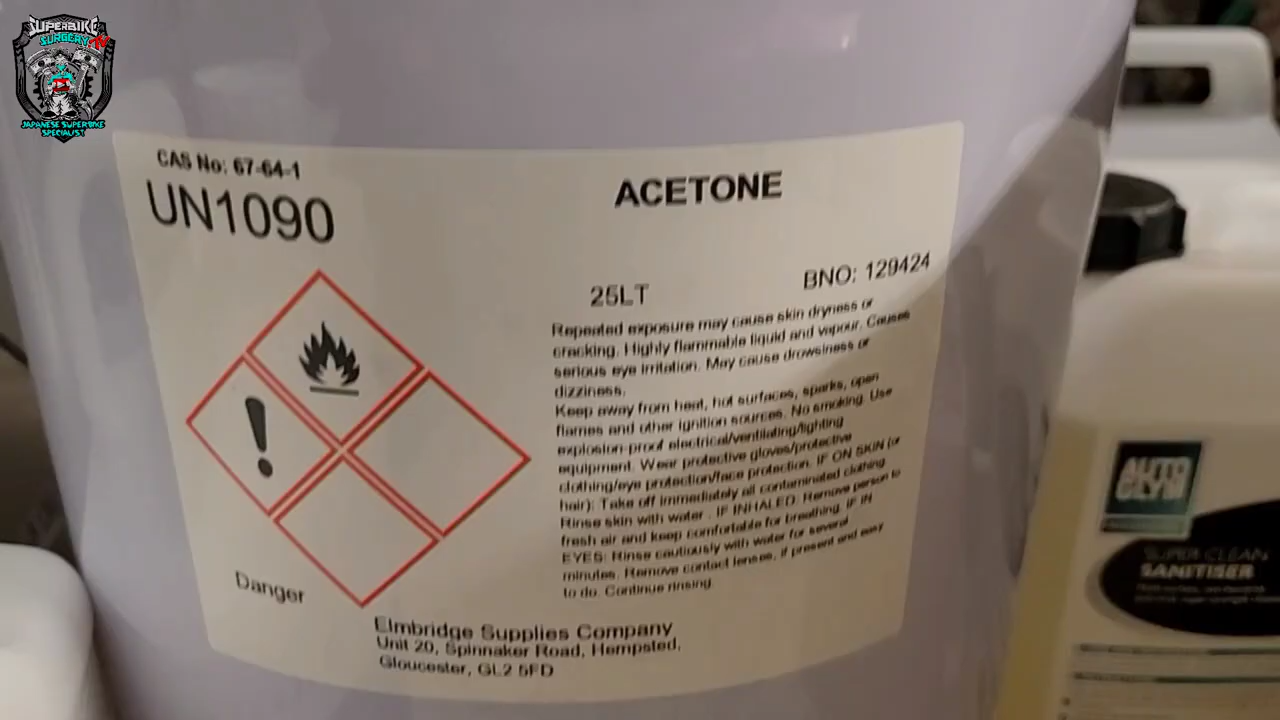 SUPERBIKE
SURGERY TV
JAPANESE SUPERBIKE
SPECIALIST
CAS No: 67-64-1
UN1090
ACETONE
25LT
BNO: 129424
Repeated exposure may cause skin dryness or
cracking. Highly flammable liquid and vapour. Causes
serious eye irritation. May cause drowsiness or
dizziness.
Keep away from heat, hot surfaces, sparks, open
flames and other ignition sources. No smoking. Use
explosion-proof electrical/ventilating/lighting
equipment. Wear protective gloves/protective
clothing/eye protection/face protection. IF ON SKIN (or
hair): Take off immediately all contaminated clothing.
Rinse skin with water . IF INHALED: Remove person to
fresh air and keep comfortable for breathing. IF IN
EYES: Rinse cautiously with water for several
minutes. Remove contact lenses, if present and easy
to do. Continue rinsing.
Danger
Elmbridge Supplies Company
Unit 20, Spinnaker Road, Hempsted,
Gloucester, GL2 5FD
AUTO
GLYM
SUPER CLEAN
SANITISER